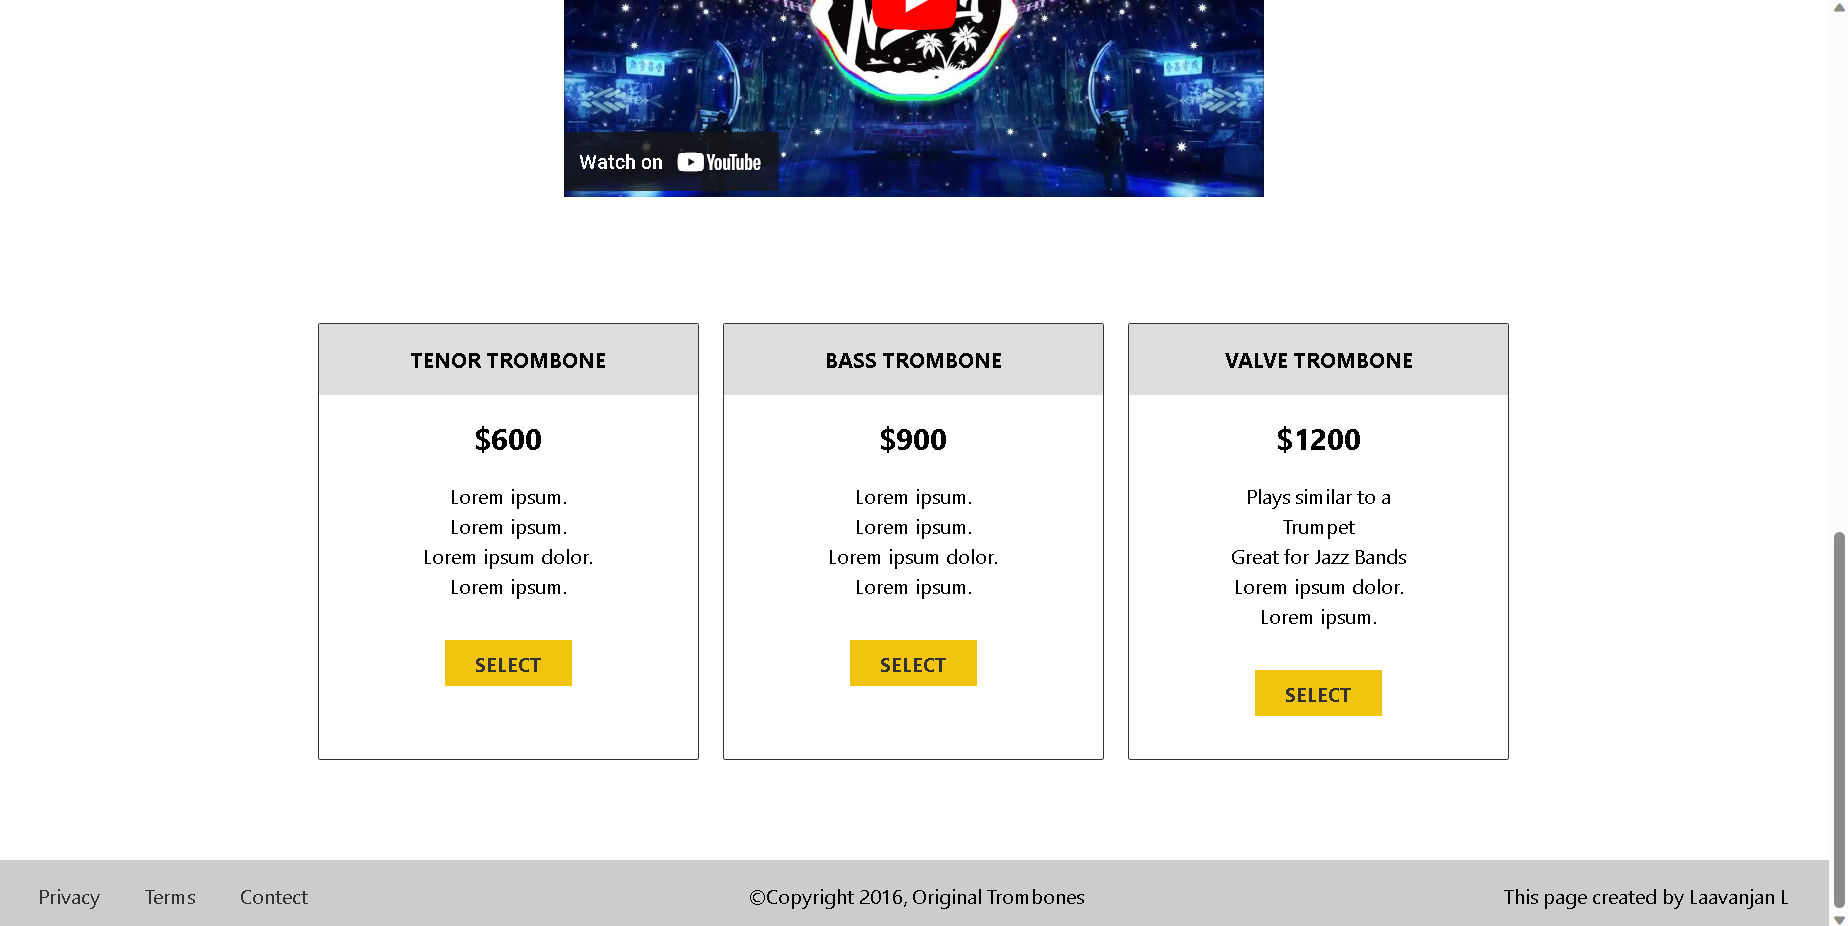 Watch on YouTube
TENOR TROMBONE
$600
Lorem ipsum.
Lorem ipsum.
Lorem ipsum dolor.
Lorem ipsum.
SELECT
BASS TROMBONE
$900
Lorem ipsum.
Lorem ipsum.
Lorem ipsum dolor.
Lorem ipsum.
SELECT
VALVE TROMBONE
$1200
Plays similar to a
Trumpet
Great for Jazz Bands
Lorem ipsum dolor.
Lorem ipsum.
SELECT
Privacy Terms Contect ©Copyright 2016, Original Trombones This page created by Laavanjan L